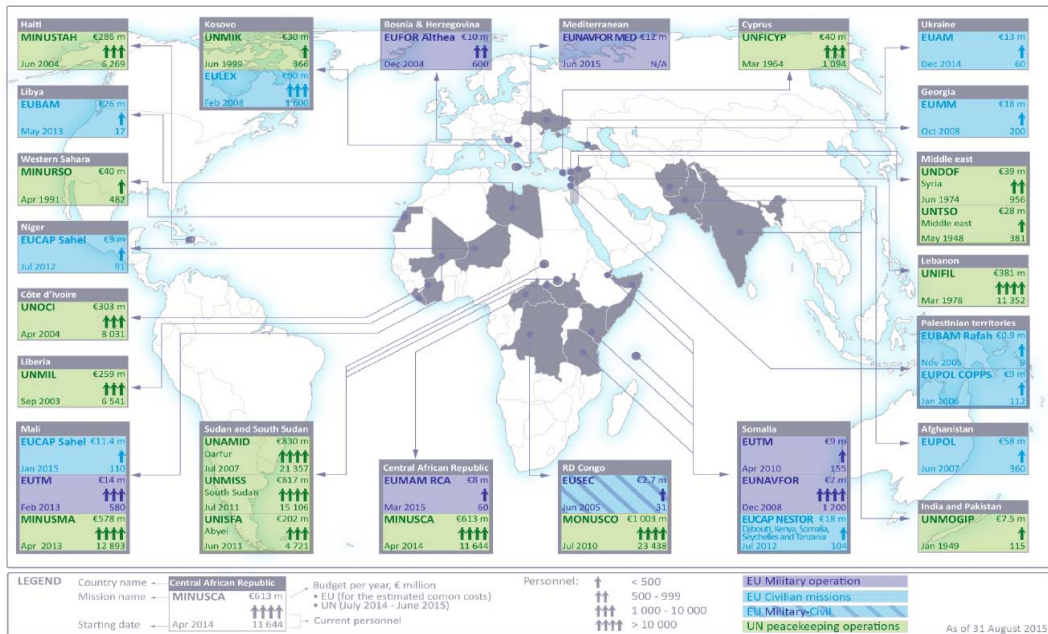 Haiti
MINUSTAH €286 m
Jun 2004 6 269
Kosovo
UNMIK €30 m
Jun 1999 366
EULEX €90 m
Feb 2008 1 600
Bosnia & Herzegovina
EUFOR Althea €10 m
Dec 2004 600
Mediterranean
EUNAVFOR MED €12 m
Jun 2015 N/A
Cyprus
UNFICYP €40 m
Mar 1964 1 094
Ukraine
EUAM €13 m
Dec 2014 60
Libya
EUBAM €26 m
May 2013 17
Georgia
EUMM €18 m
Oct 2008 200
Western Sahara
MINURSO €40 m
Apr 1991 482
Middle east
UNDOF €39 m
Syria
Jun 1974 956
UNTSO €28 m
Middle east
May 1948 381
Niger
EUCAP Sahel €9 m
Jul 2012 91
Lebanon
UNIFIL €381 m
Mar 1978 11 352
Côte d'Ivoire
UNOCI €303 m
Apr 2004 8 031
Palestinian territories
EUBAM Rafah €0.9 m
Nov 2005
EUPOL COPPS €9 m
Jan 2006 112
Liberia
UNMIL €259 m
Sep 2003 6 541
Mali
EUCAP Sahel €11.4 m
Jan 2015 110
EUTM €14 m
Feb 2013 580
MINUSMA €578 m
Apr 2013 12 893
Sudan and South Sudan
UNAMID €830 m
Darfur
Jul 2007 21 357
UNMISS €817 m
South Sudan
Jul 2011 15 106
UNISFA €202 m
Abyei
Jun 2011 4 721
Central African Republic
EUMAM RCA €8 m
Mar 2015 60
MINUSCA €613 m
Apr 2014 11 644
RD Congo
EUSEC €2.7 m
Jun 2005 31
MONUSCO €1 003 m
Jul 2010 23 438
Somalia
EUTM €9 m
Apr 2010 155
EUNAVFOR €7 m
Dec 2008 1 200
EUCAP NESTOR €18 m
Djibouti, Kenya, Somalia,
Seychelles and Tanzania
Jul 2012 104
Afghanistan
EUPOL €58 m
Jun 2007 360
India and Pakistan
UNMOGIP €7.5 m
Jan 1949 115
LEGEND
Country name
Mission name
Starting date
Central African Republic
MINUSCA €613 m
Apr 2014 11 644
Budget per year, € million
• EU (for the estimated comon costs)
• UN (July 2014 - June 2015)
Current personnel
Personnel:
< 500
500 - 999
1 000 - 10 000
> 10 000
EU Military operation
EU Civilian missions
EU Military-Civil
UN peacekeeping operations
As of 31 August 2015